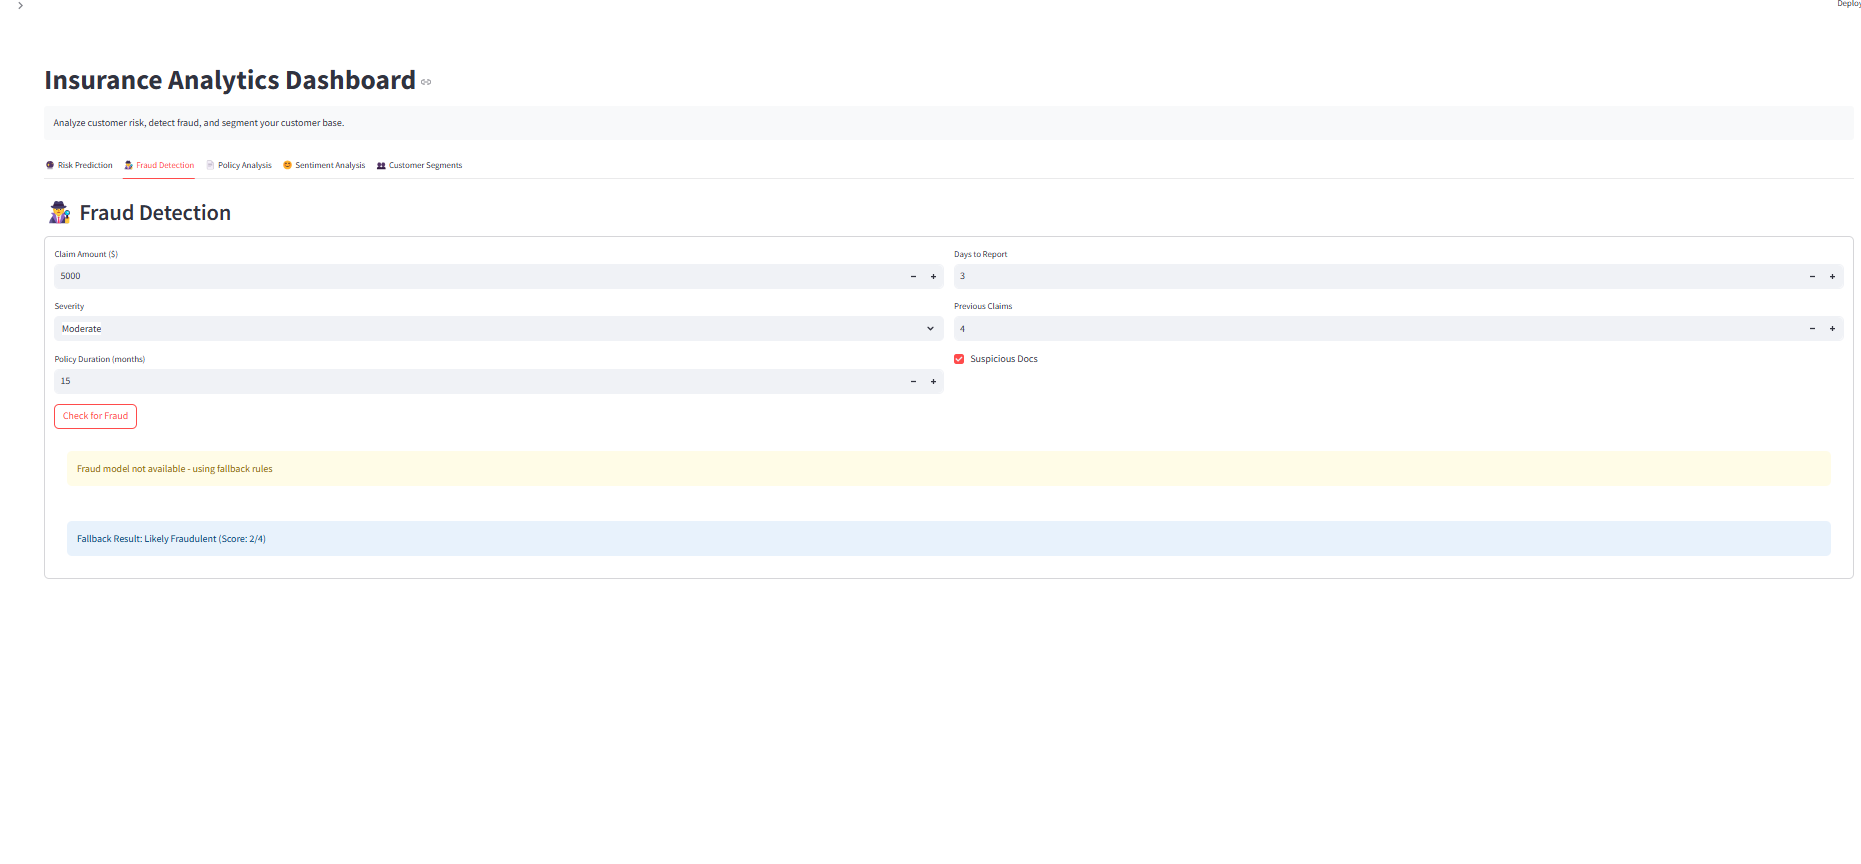 Deploy
Insurance Analytics Dashboard
Analyze customer risk, detect fraud, and segment your customer base.
Risk Prediction Fraud Detection Policy Analysis Sentiment Analysis Customer Segments
Fraud Detection
Claim Amount ($)
5000
Days to Report
3
Severity
Moderate
Previous Claims
4
Policy Duration (months)
15
Suspicious Docs
Check for Fraud
Fraud model not available - using fallback rules
Fallback Result: Likely Fraudulent (Score: 2/4)